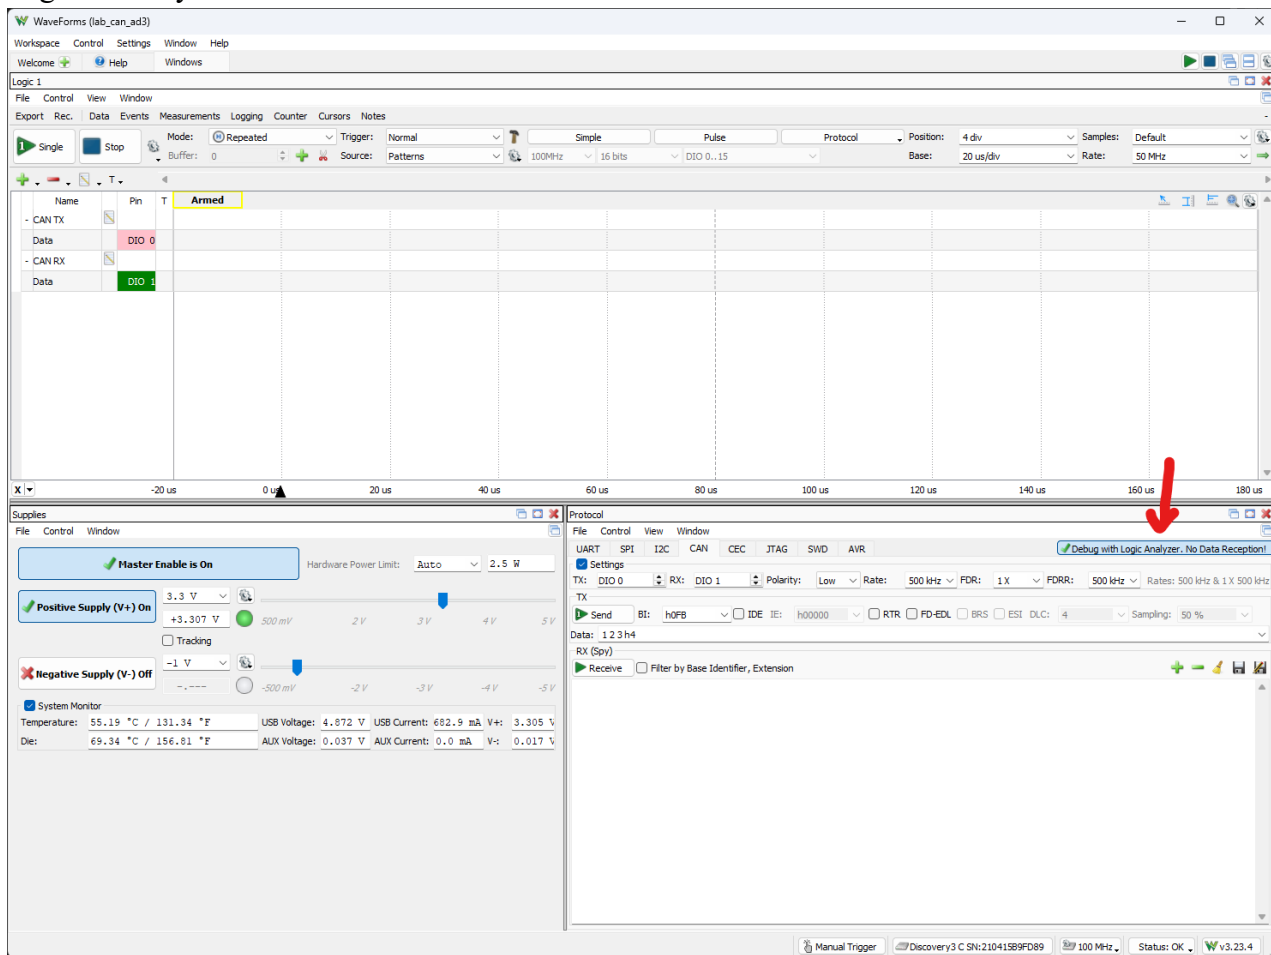 WaveForms (lab_can_ad3)
Workspace Control Settings Window Help
Welcome Help Windows
Logic 1
File Control View Window
Export Rec. Data Events Measurements Logging Counter Cursors Notes
Single Stop Mode: Repeated Trigger: Normal Simple Pulse Protocol Position: 4 div Samples: Default
Buffer: 0 Source: Patterns 100MHz 16 bits DIO 0..15 Base: 20 us/div Rate: 50 MHz
T
Name Pin T Armed
- CAN TX
Data DIO 0
- CAN RX
Data DIO 1
X -20 us 0 us 20 us 40 us 60 us 80 us 100 us 120 us 140 us 160 us 180 us
Supplies
File Control Window
Master Enable is On Hardware Power Limit: Auto 2.5 W
Positive Supply (V+) On 3.3 V
+3.307 V 500 mV 2 V 3 V 4 V 5 V
Tracking
Negative Supply (V-) Off -1 V
-.--- -500 mV -2 V -3 V -4 V -5 V
System Monitor
Temperature: 55.19 °C / 131.34 °F USB Voltage: 4.872 V USB Current: 682.9 mA V+: 3.305 V
Die: 69.34 °C / 156.81 °F AUX Voltage: 0.037 V AUX Current: 0.0 mA V-: 0.017 V
Protocol
File Control View Window
UART SPI I2C CAN CEC JTAG SWD AVR Debug with Logic Analyzer. No Data Reception!
Settings
TX: DIO 0 RX: DIO 1 Polarity: Low Rate: 500 kHz FDR: 1 X FDRR: 500 kHz Rates: 500 kHz & 1 X 500 kHz
TX
Send BI: h0FB IDE IE: h00000 RTR FD-EDL BRS ESI DLC: 4 Sampling: 50 %
Data: 1 2 3 h4
RX (Spy)
Receive Filter by Base Identifier, Extension
Manual Trigger Discovery3 C SN:210415B9FD89 100 MHz Status: OK v3.23.4